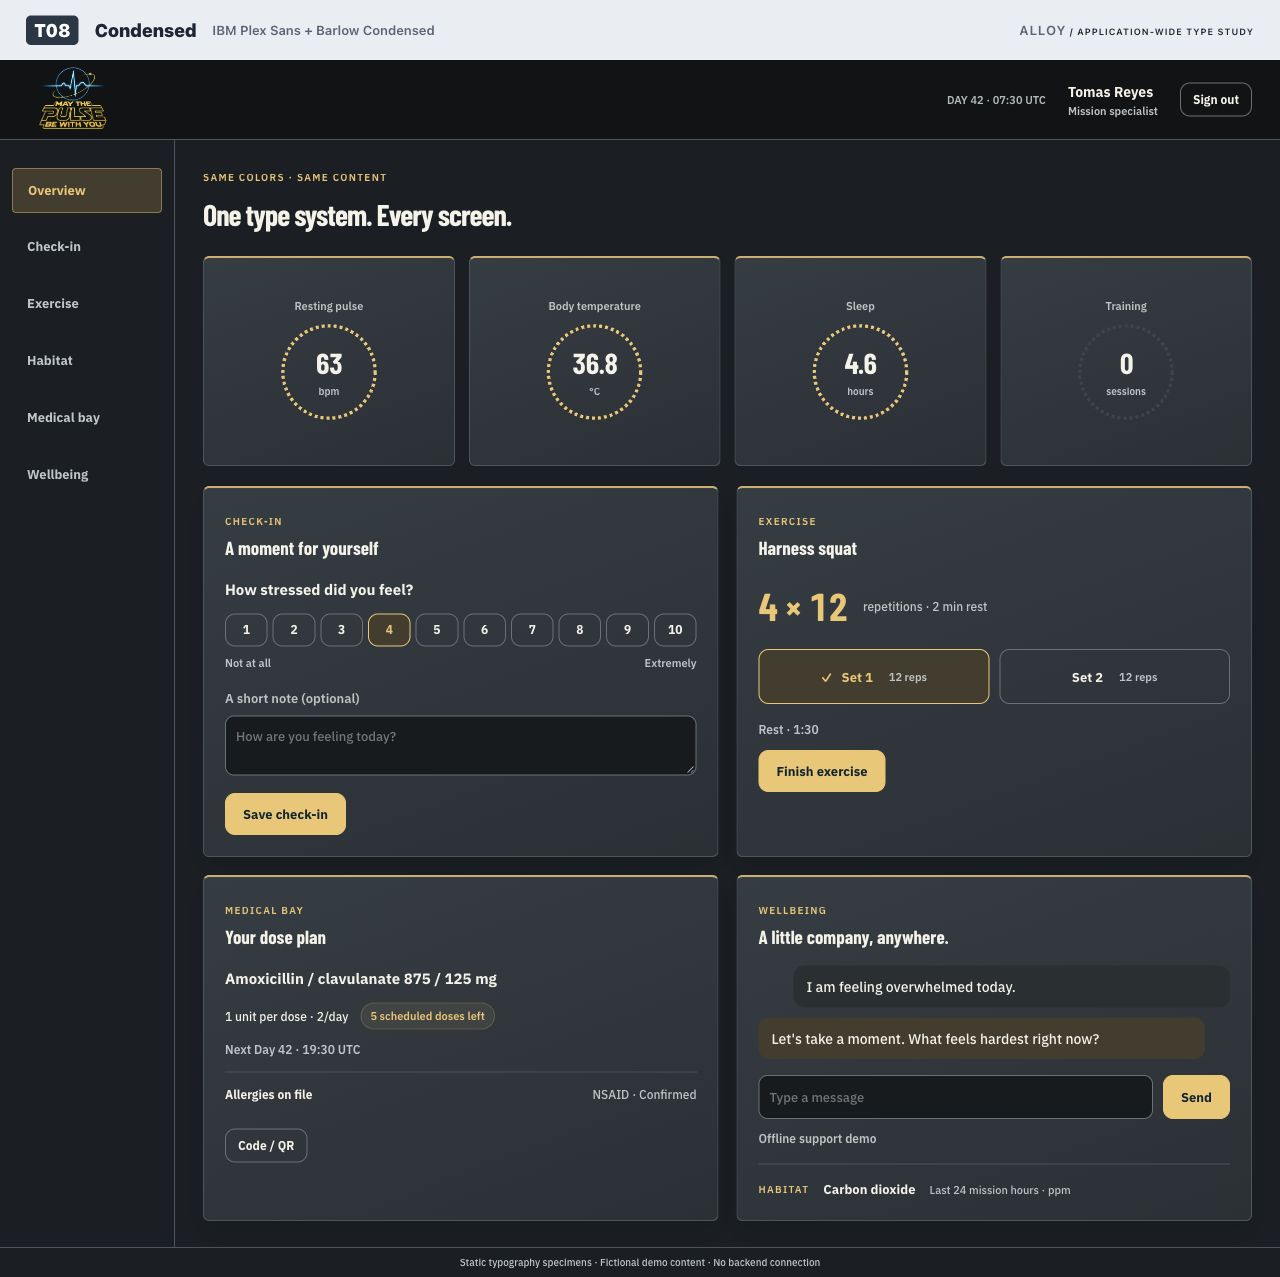 T08 Condensed IBM Plex Sans + Barlow Condensed ALLOY / APPLICATION-WIDE TYPE STUDY
MAY THE
PULSE
BE WITH YOU
DAY 42 · 07:30 UTC
Tomas Reyes
Mission specialist
Sign out
Overview
Check-in
Exercise
Habitat
Medical bay
Wellbeing
SAME COLORS · SAME CONTENT
One type system. Every screen.
Resting pulse
63
bpm
Body temperature
36.8
°C
Sleep
4.6
hours
Training
0
sessions
CHECK-IN
A moment for yourself
How stressed did you feel?
1 2 3 4 5 6 7 8 9 10
Not at all Extremely
A short note (optional)
How are you feeling today?
Save check-in
EXERCISE
Harness squat
4 × 12 repetitions · 2 min rest
✓ Set 1 12 reps Set 2 12 reps
Rest · 1:30
Finish exercise
MEDICAL BAY
Your dose plan
Amoxicillin / clavulanate 875 / 125 mg
1 unit per dose · 2/day 5 scheduled doses left
Next Day 42 · 19:30 UTC
Allergies on file NSAID · Confirmed
Code / QR
WELLBEING
A little company, anywhere.
I am feeling overwhelmed today.
Let's take a moment. What feels hardest right now?
Type a message Send
Offline support demo
HABITAT Carbon dioxide Last 24 mission hours · ppm
Static typography specimens · Fictional demo content · No backend connection